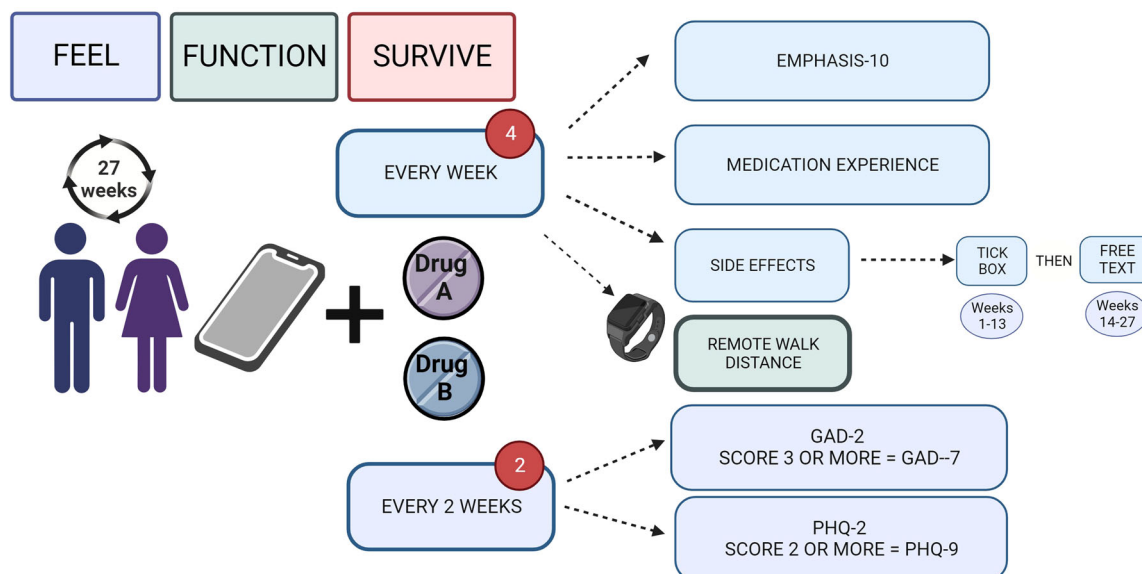 FEEL
FUNCTION
SURVIVE
27
weeks
4
EVERY WEEK
Drug
A
Drug
B
2
EVERY 2 WEEKS
EMPHASIS-10
MEDICATION EXPERIENCE
SIDE EFFECTS
TICK
BOX
THEN
FREE
TEXT
Weeks
1-13
Weeks
14-27
REMOTE WALK
DISTANCE
GAD-2
SCORE 3 OR MORE = GAD--7
PHQ-2
SCORE 2 OR MORE = PHQ-9